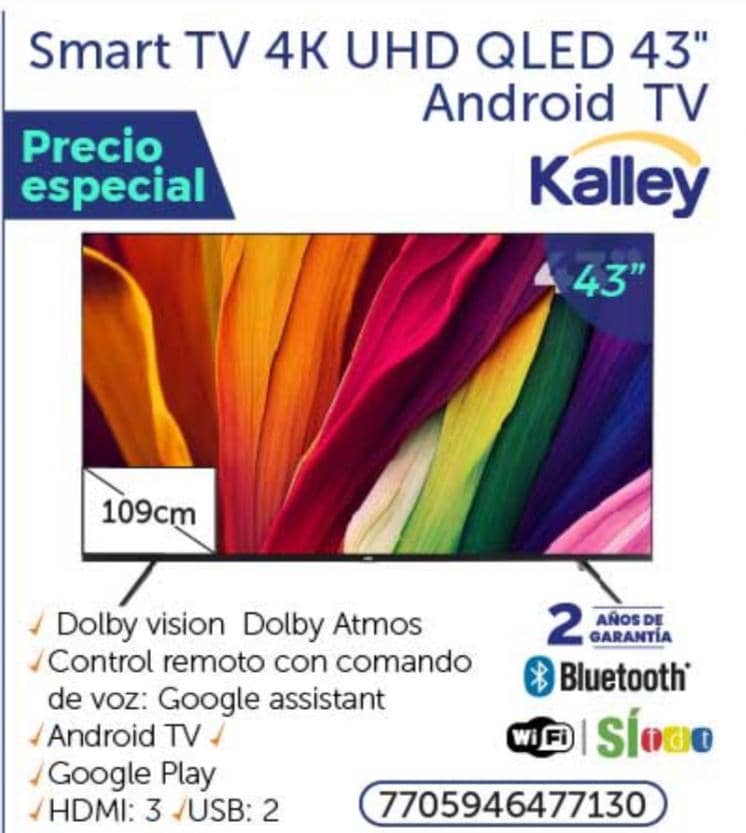 Smart TV 4K UHD QLED 43"
Android TV
Precio
especial
Kalley
43"
109cm
Dolby vision Dolby Atmos
Control remoto con comando
de voz: Google assistant
Android TV
Google Play
HDMI: 3 USB: 2
2 AÑOS DE
GARANTÍA
Bluetooth
WiFi SÍ tdt
7705946477130